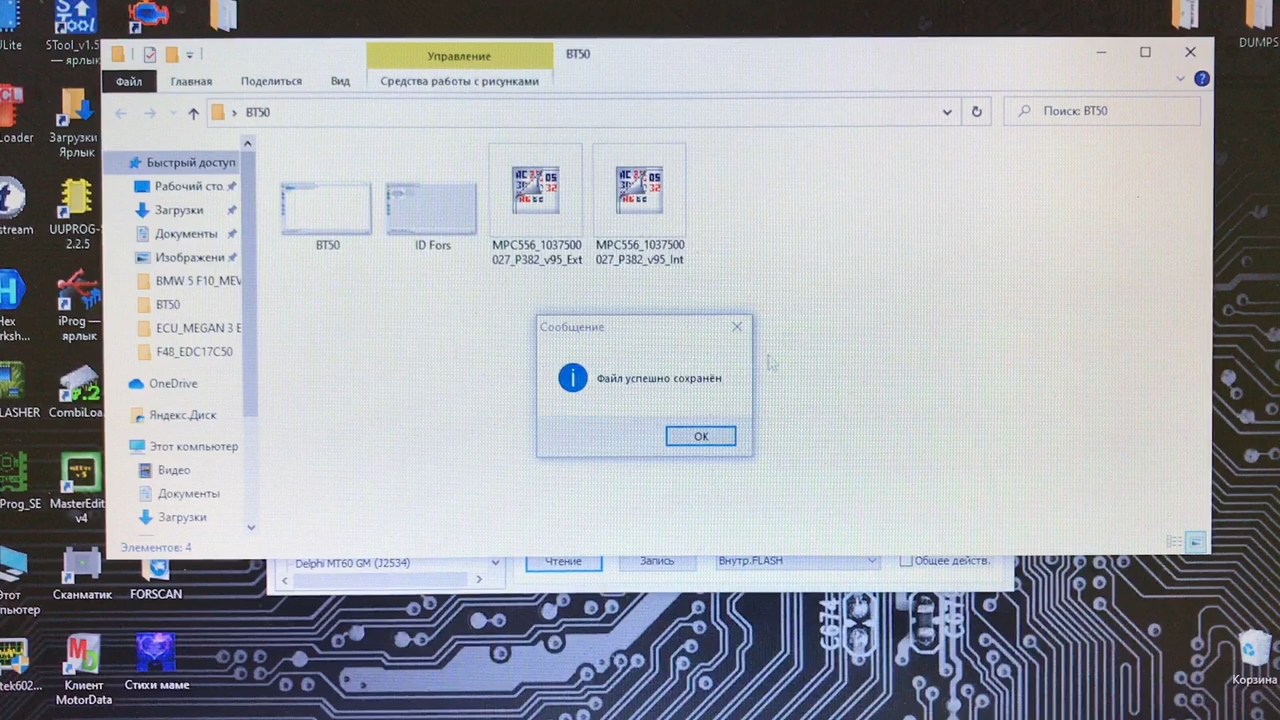 STool_v1.5
— ярлык
DUMPS
Управление
BT50
Файл
Главная
Поделиться
Вид
Средства работы с рисунками
BT50
Поиск: BT50
Загрузки
Ярлык
Быстрый доступ
Рабочий сто
Загрузки
Документы
Изображени
BMW 5 F10_MEV
BT50
ECU_MEGAN 3 E
F48_EDC17C50
OneDrive
Яндекс.Диск
Этот компьютер
Видео
Документы
Загрузки
Элементов: 4
BT50
ID Fors
MPC556_1037500
027_P382_v95_Ext
MPC556_1037500
027_P382_v95_Int
Сообщение
Файл успешно сохранён
OK
UUPROG-
2.2.5
iProg —
ярлык
CombiLoa
MasterEdit
v4
Prog_SE
Сканматик
FORSCAN
Клиент
MotorData
Стихи маме
Delphi MT60 GM (J2534)
Чтение
Запись
Внутр.FLASH
Общее действ.
C674
Корзина